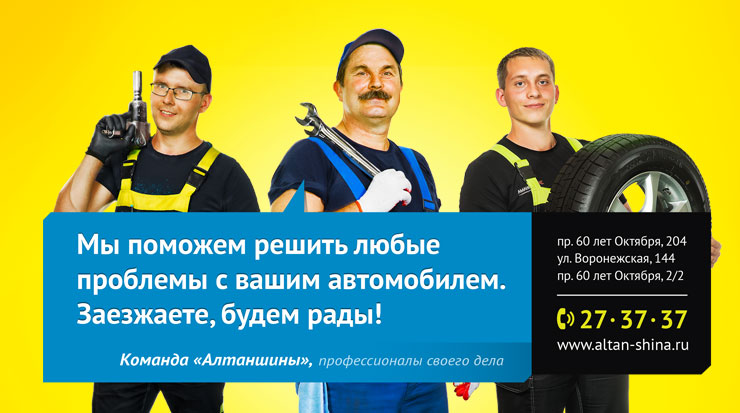 Мы поможем решить любые
проблемы с вашим автомобилем.
Заезжаете, будем рады!
Команда «Алтаншины», профессионалы своего дела
пр. 60 лет Октября, 204
ул. Воронежская, 144
пр. 60 лет Октября, 2/2
27·37·37
www.altan-shina.ru